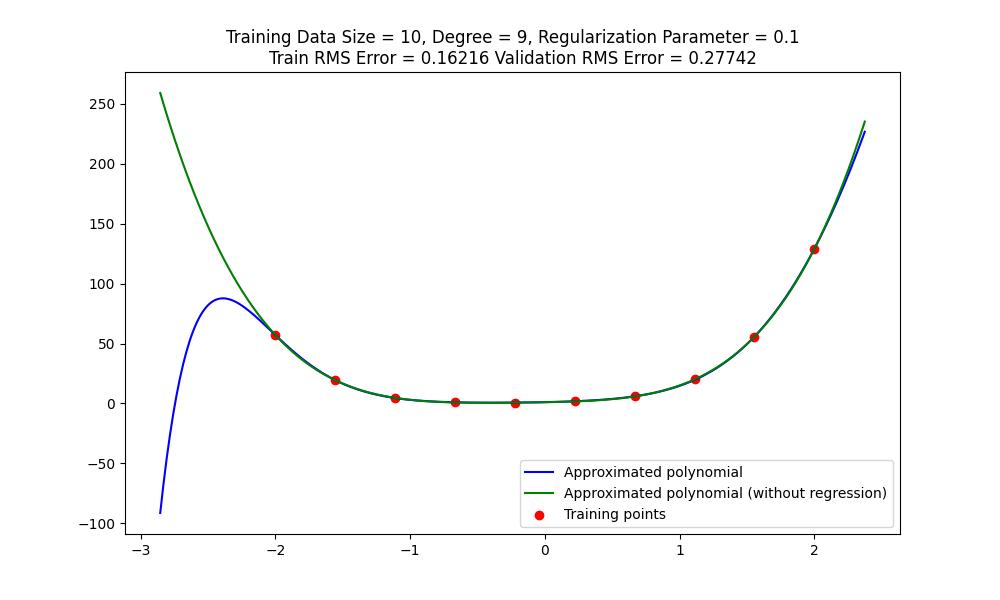 Training Data Size = 10, Degree = 9, Regularization Parameter = 0.1
Train RMS Error = 0.16216 Validation RMS Error = 0.27742
250
200
150
100
50
0
−50
−100
Approximated polynomial
Approximated polynomial (without regression)
Training points
−3
−2
−1
0
1
2